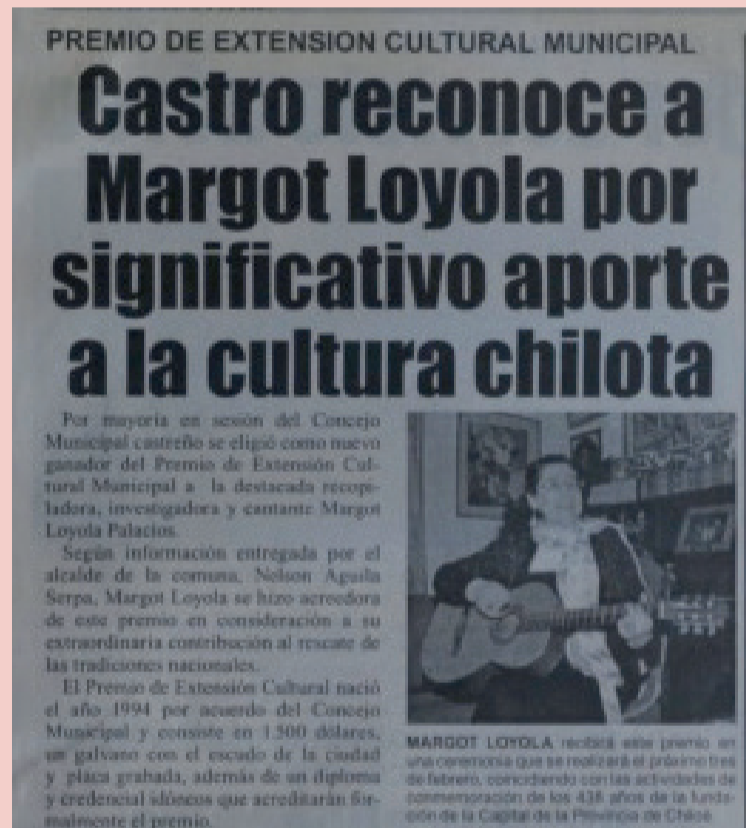 PREMIO DE EXTENSION CULTURAL MUNICIPAL
Castro reconoce a
Margot Loyola por
significativo aporte
a la cultura chilota
Por mayoría en sesión del Concejo
Municipal castreño se eligió como nuevo
ganador del Premio de Extensión Cul-
tural Municipal a la destacada recopi-
ladora, investigadora y cantante Margot
Loyola Palacios.
Según información entregada por el
alcalde de la comuna, Nelson Aguila
Serpa, Margot Loyola se hizo acreedora
de este premio en consideración a su
extraordinaria contribución al rescate de
las tradiciones nacionales.
El Premio de Extensión Cultural nació
el año 1994 por acuerdo del Concejo
Municipal y consiste en 1.500 dólares,
un galvano con el escudo de la ciudad
y placa grabada, además de un diploma
y credencial idóneos que acreditarán for-
malmente el premio.
MARGOT LOYOLA recibirá este premio en
una ceremonia que se realizará el próximo tres
de febrero, coincidiendo con las actividades de
conmemoración de los 438 años de la funda-
ción de la Capital de la Provincia de Chiloé.